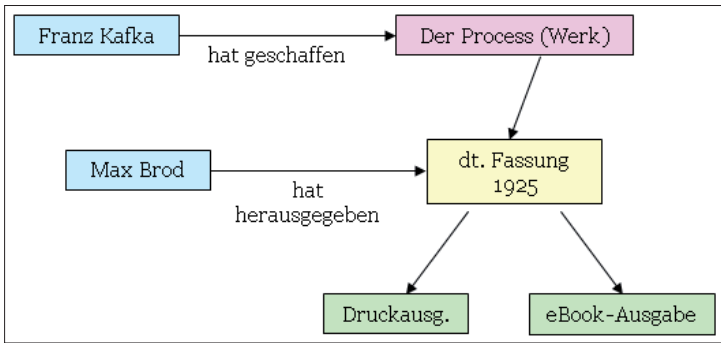 Franz Kafka
hat geschaffen
Der Process (Werk)
Max Brod
hat
herausgegeben
dt. Fassung
1925
Druckausg.
eBook-Ausgabe